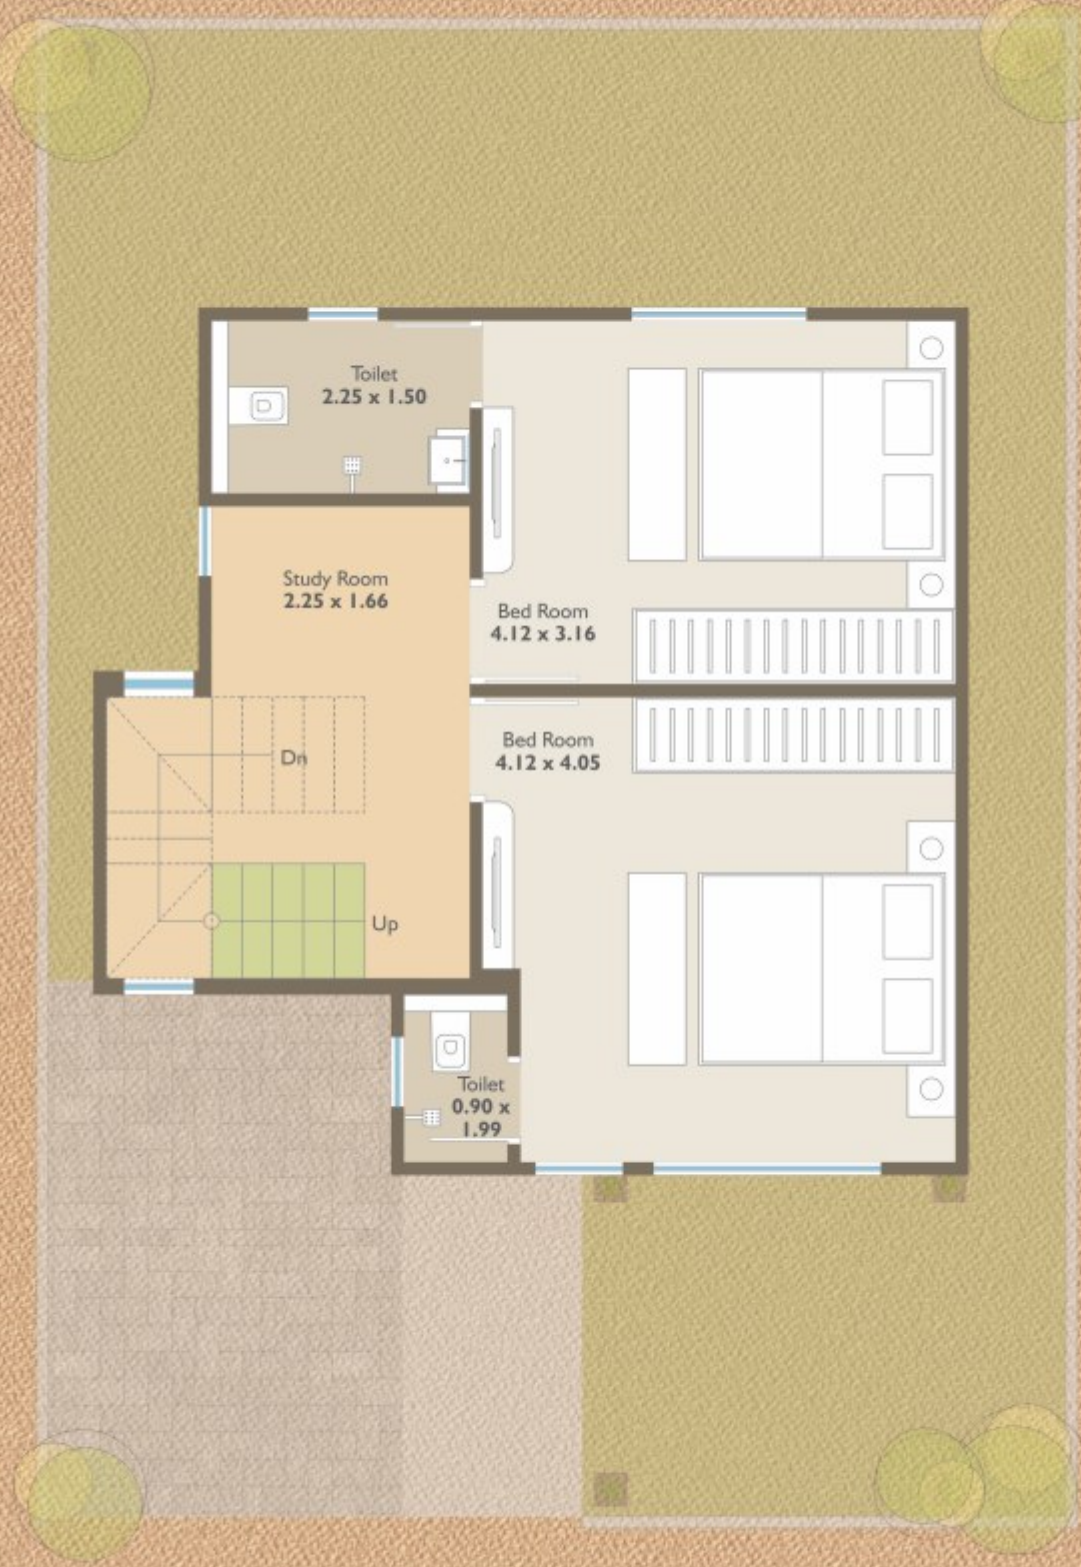 Toilet
2.25 x 1.50
Study Room
2.25 x 1.66
Bed Room
4.12 x 3.16
Bed Room
4.12 x 4.05
Dn
Up
Toilet
0.90 x
1.99